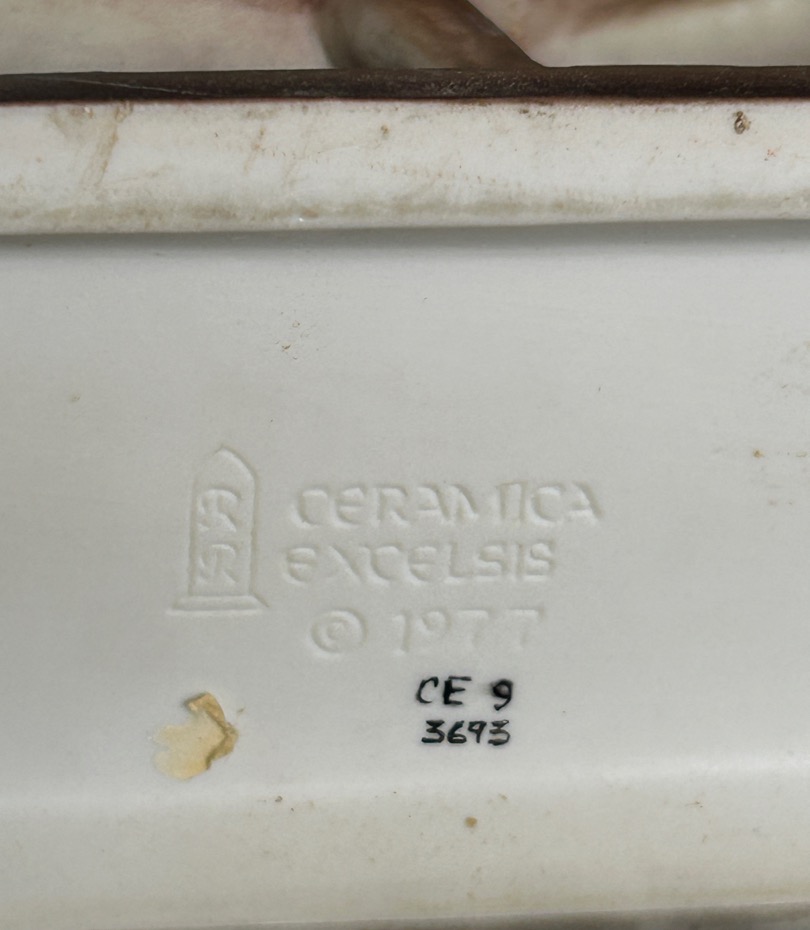 R
R
CERAMICA
EXCELSIS
© 1977
CE 9
3693